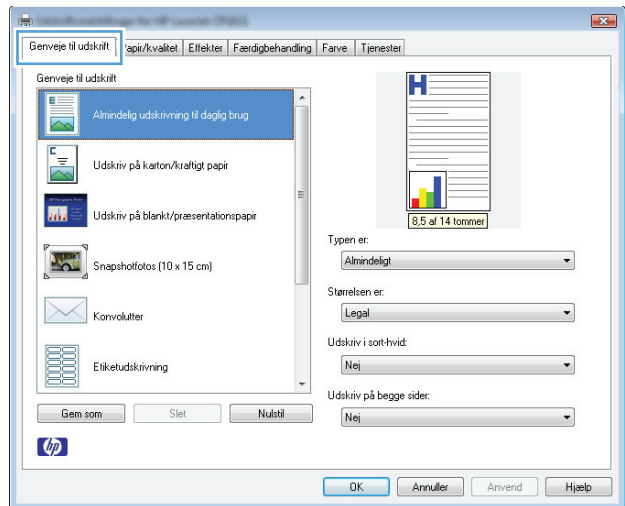 Genveje til udskrift
Papir/kvalitet
Effekter
Færdigbehandling
Farve
Tjenester
Genveje til udskrift
Almindelig udskrivning til daglig brug
Udskriv på karton/kraftigt papir
Udskriv på blankt/præsentationspapir
Snapshotfotos (10 x 15 cm)
Konvolutter
Etiketudskrivning
Gem som
Slet
Nulstil
hp
H
8,5 af 14 tommer
Typen er:
Almindeligt
Størrelsen er:
Legal
Udskriv i sort-hvid:
Nej
Udskriv på begge sider:
Nej
OK
Annuller
Anvend
Hjælp